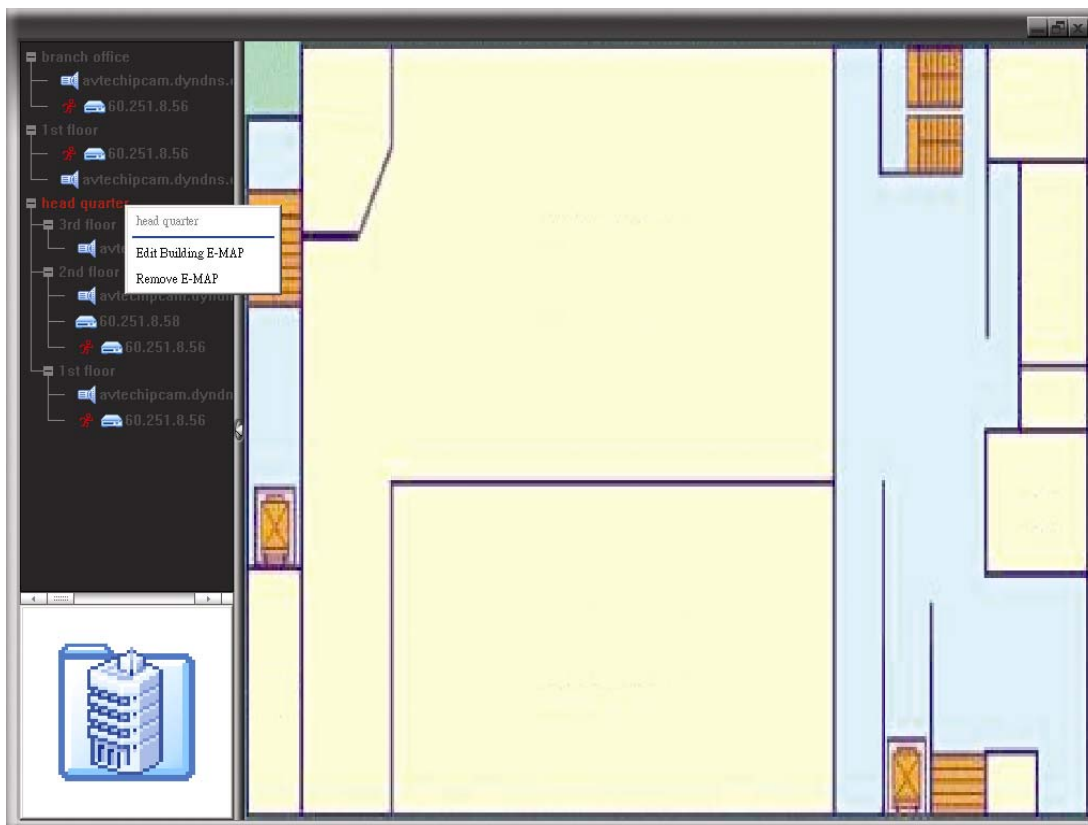 branch office
avtechipcam.dyndns.
60.251.8.56
1st floor
60.251.8.56
avtechipcam.dyndns.
head quarter
head quarter
3rd floor
Edit Building E-MAP
2nd floor
Remove E-MAP
avtechipcam.dyndns
60.251.8.58
60.251.8.56
1st floor
avtechipcam.dyndn
60.251.8.56